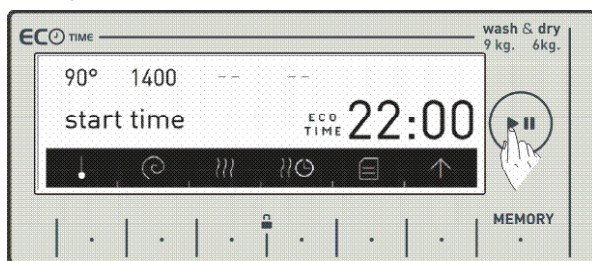 ECO TIME
wash & dry
9 kg. 6kg.
90° 1400 -- --
start time ECO TIME 22:00
MEMORY